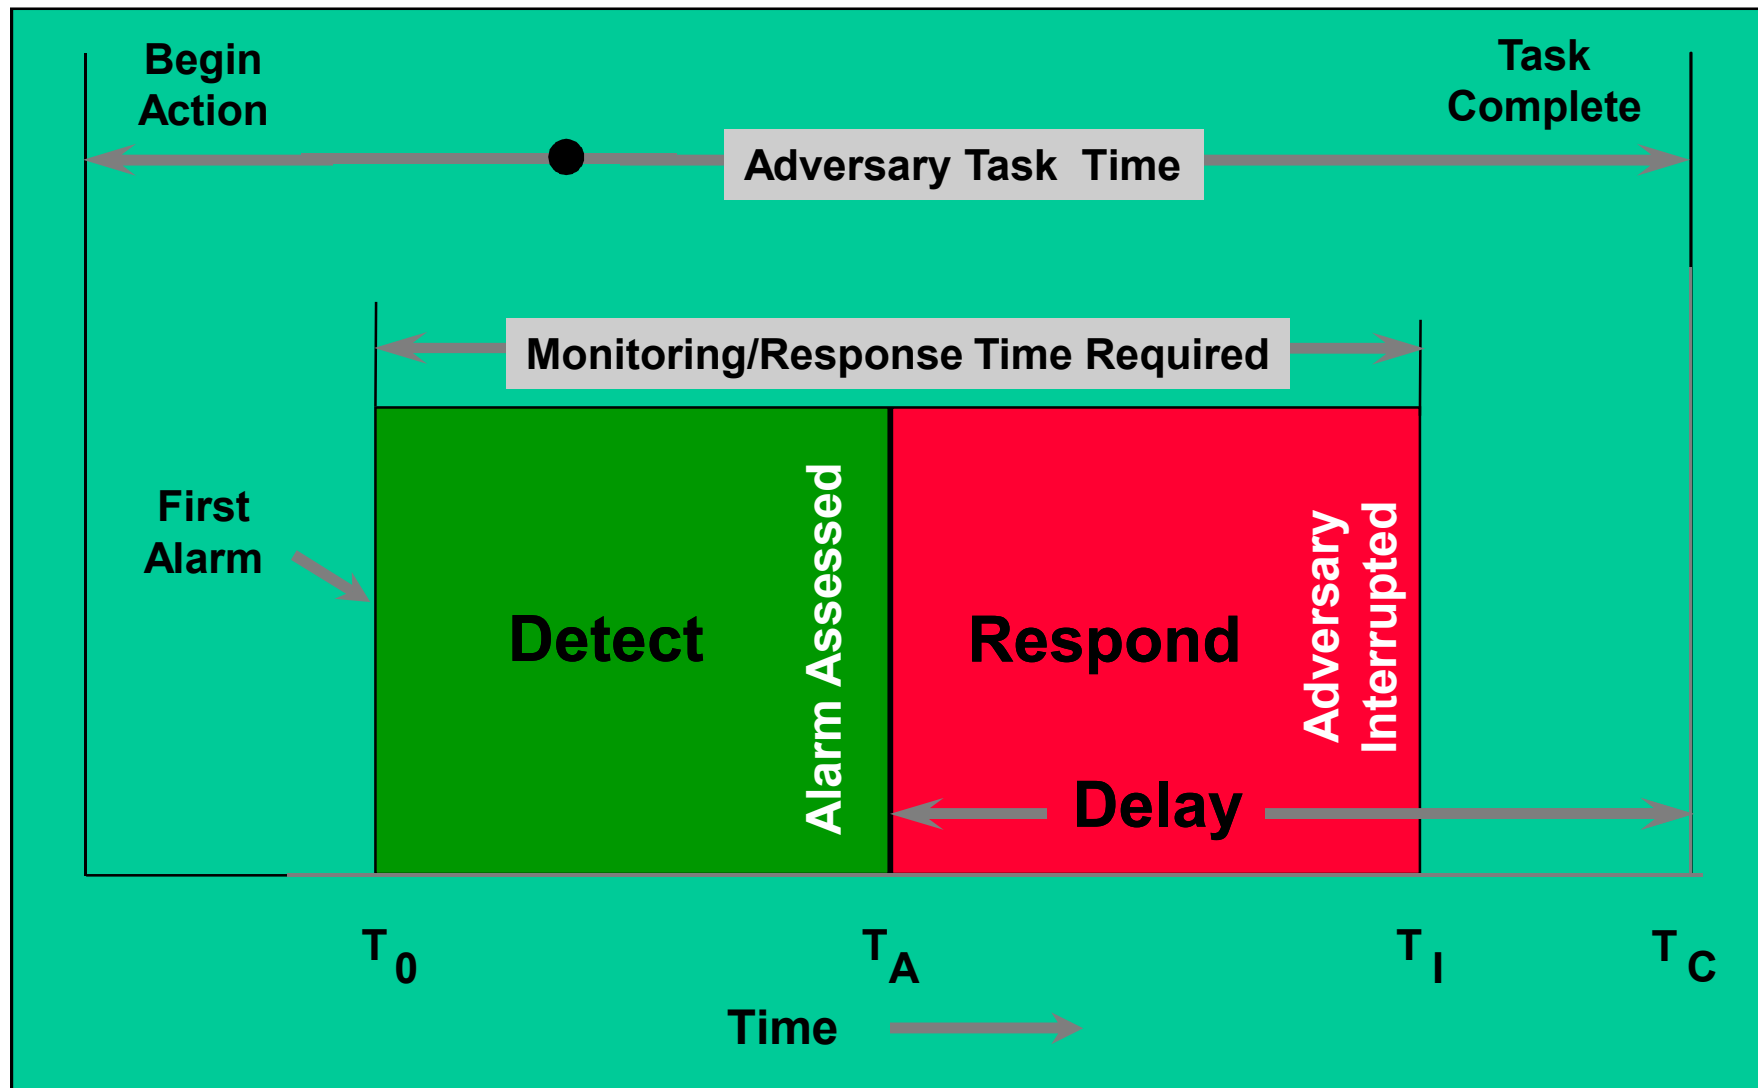 Begin
Action
Task
Complete
Adversary Task Time
Monitoring/Response Time Required
First
Alarm
Detect
Alarm Assessed
Respond
Adversary
Interrupted
Delay
T0
TA
TI
TC
Time